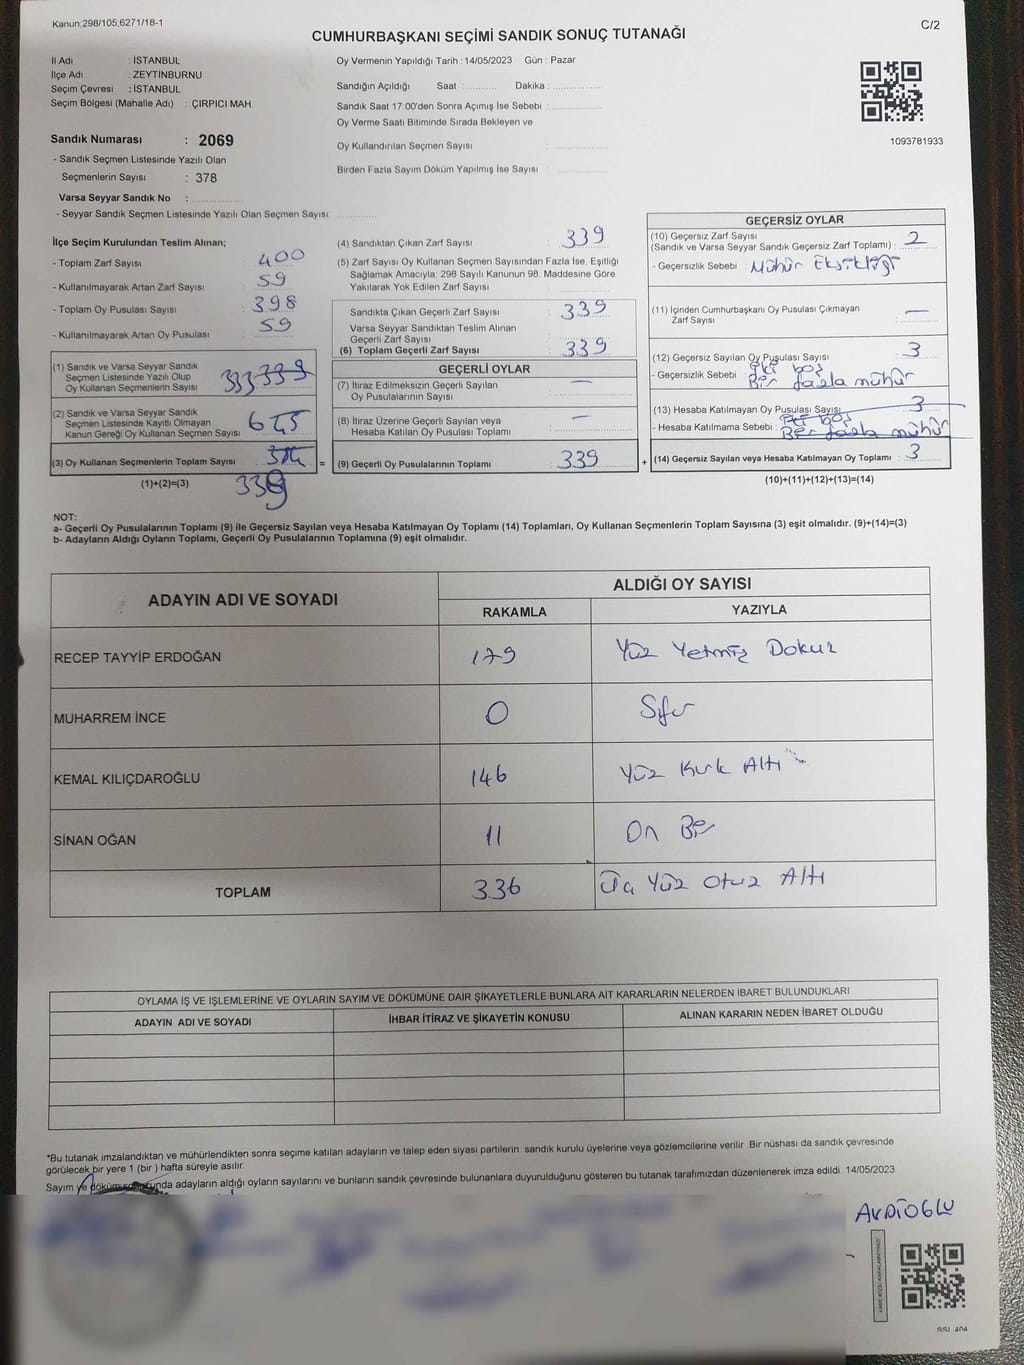 Kanun;298/105;6271/18-1
C/2
CUMHURBAŞKANI SEÇİMİ SANDIK SONUÇ TUTANAĞI
İl Adı : İSTANBUL
İlçe Adı : ZEYTİNBURNU
Seçim Çevresi : İSTANBUL
Seçim Bölgesi (Mahalle Adı) : ÇIRPICI MAH.
Sandık Numarası : 2069
- Sandık Seçmen Listesinde Yazılı Olan
Seçmenlerin Sayısı : 378
Varsa Seyyar Sandık No :
- Seyyar Sandık Seçmen Listesinde Yazılı Olan Seçmen Sayısı:
Oy Vermenin Yapıldığı Tarih : 14/05/2023 Gün : Pazar
Sandığın Açıldığı Saat : Dakika :
Sandık Saat 17:00'den Sonra Açımış İse Sebebi :
Oy Verme Saati Bitiminde Sırada Bekleyen ve
Oy Kullandırılan Seçmen Sayısı :
Birden Fazla Sayım Döküm Yapılmış İse Sayısı :
1093781933
İlçe Seçim Kurulundan Teslim Alınan;
- Toplam Zarf Sayısı : 400
- Kullanılmayarak Artan Zarf Sayısı : 59
- Toplam Oy Pusulası Sayısı : 398
- Kullanılmayarak Artan Oy Pusulası : 59
(1) Sandık ve Varsa Seyyar Sandık
Seçmen Listesinde Yazılı Olup
Oy Kullanan Seçmenlerin Sayısı : 333 339
(2) Sandık ve Varsa Seyyar Sandık
Seçmen Listesinde Kayıtlı Olmayan
Kanun Gereği Oy Kullanan Seçmen Sayısı : 6
(3) Oy Kullanan Seçmenlerin Toplam Sayısı :
(1)+(2)=(3) 339
(4) Sandıktan Çıkan Zarf Sayısı : 339
(5) Zarf Sayısı Oy Kullanan Seçmen Sayısından Fazla İse, Eşitliği
Sağlamak Amacıyla; 298 Sayılı Kanunun 98. Maddesine Göre
Yakılarak Yok Edilen Zarf Sayısı :
Sandıkta Çıkan Geçerli Zarf Sayısı : 339
Varsa Seyyar Sandıktan Teslim Alınan
Geçerli Zarf Sayısı :
(6) Toplam Geçerli Zarf Sayısı : 339
GEÇERLİ OYLAR
(7) İtiraz Edilmeksizin Geçerli Sayılan
Oy Pusulalarının Sayısı : —
(8) İtiraz Üzerine Geçerli Sayılan veya
Hesaba Katılan Oy Pusulası Toplamı : —
= (9) Geçerli Oy Pusulalarının Toplamı : 339
GEÇERSİZ OYLAR
(10) Geçersiz Zarf Sayısı
(Sandık ve Varsa Seyyar Sandık Geçersiz Zarf Toplamı) : 2
- Geçersizlik Sebebi : Mühür Eksikliği
(11) İçinden Cumhurbaşkanı Oy Pusulası Çıkmayan
Zarf Sayısı : —
(12) Geçersiz Sayılan Oy Pusulası Sayısı : 3
- Geçersizlik Sebebi : İki boş
Bir fazla mühür
(13) Hesaba Katılmayan Oy Pusulası Sayısı : 3
- Hesaba Katılmama Sebebi : İki boş
Bir fazla mühür
+ (14) Geçersiz Sayılan veya Hesaba Katılmayan Oy Toplamı : 3
(10)+(11)+(12)+(13)=(14)
NOT:
a- Geçerli Oy Pusulalarının Toplamı (9) ile Geçersiz Sayılan veya Hesaba Katılmayan Oy Toplamı (14) Toplamları, Oy Kullanan Seçmenlerin Toplam Sayısına (3) eşit olmalıdır. (9)+(14)=(3)
b- Adayların Aldığı Oyların Toplamı, Geçerli Oy Pusulalarının Toplamına (9) eşit olmalıdır.
ADAYIN ADI VE SOYADI
ALDIĞI OY SAYISI
RAKAMLA YAZIYLA
RECEP TAYYİP ERDOĞAN 179 Yüz Yetmiş Dokuz
MUHARREM İNCE 0 Sıfır
KEMAL KILIÇDAROĞLU 146 Yüz Kırk Altı
SİNAN OĞAN 11 On Bir
TOPLAM 336 Üç Yüz Otuz Altı
OYLAMA İŞ VE İŞLEMLERİNE VE OYLARIN SAYIM VE DÖKÜMÜNE DAİR ŞİKAYETLERLE BUNLARA AİT KARARLARIN NELERDEN İBARET BULUNDUKLARI
ADAYIN ADI VE SOYADI İHBAR İTİRAZ VE ŞİKAYETİN KONUSU ALINAN KARARIN NEDEN İBARET OLDUĞU
*Bu tutanak imzalandıktan ve mühürlendikten sonra seçime katılan adayların ve talep eden siyasi partilerin sandık kurulu üyelerine veya gözlemcilerine verilir .Bir nüshası da sandık çevresinde
görülecek bir yere 1 (bir ) hafta süreyle asılır.
Sayım ve döküm sonunda adayların aldığı oyların sayılarını ve bunların sandık çevresinde bulunanlara duyurulduğunu gösteren bu tutanak tarafımızdan düzenlenerek imza edildi. 14/05/2023